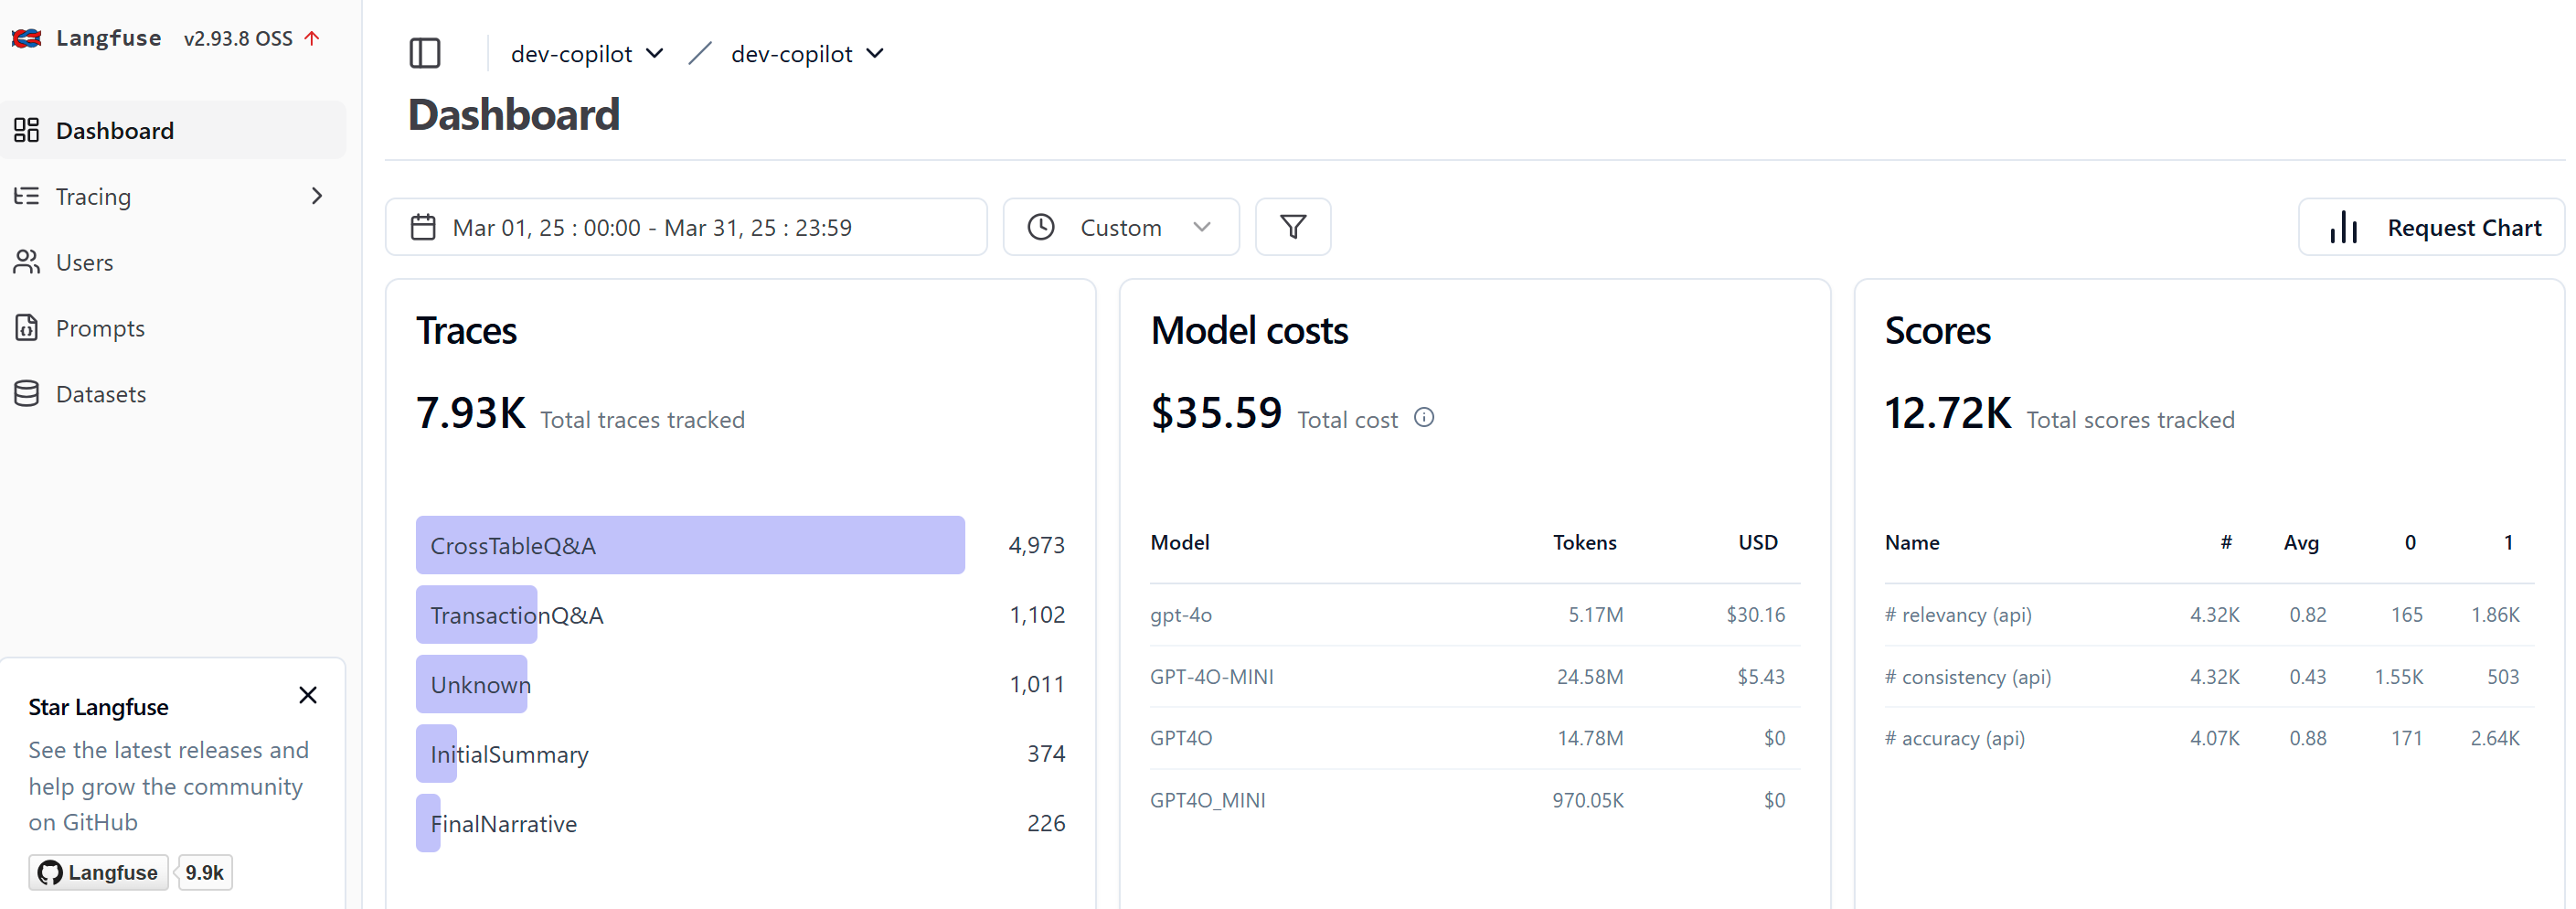 Langfuse v2.93.8 OSS ↑
Dashboard
Tracing
Users
Prompts
Datasets
Star Langfuse
See the latest releases and
help grow the community
on GitHub
Langfuse 9.9k
dev-copilot / dev-copilot
Dashboard
Mar 01, 25 : 00:00 - Mar 31, 25 : 23:59
Custom
Request Chart
Traces
7.93K Total traces tracked
CrossTableQ&A 4,973
TransactionQ&A 1,102
Unknown 1,011
InitialSummary 374
FinalNarrative 226
Model costs
$35.59 Total cost
Model Tokens USD
gpt-4o 5.17M $30.16
GPT-4O-MINI 24.58M $5.43
GPT4O 14.78M $0
GPT4O_MINI 970.05K $0
Scores
12.72K Total scores tracked
Name # Avg 0 1
# relevancy (api) 4.32K 0.82 165 1.86K
# consistency (api) 4.32K 0.43 1.55K 503
# accuracy (api) 4.07K 0.88 171 2.64K